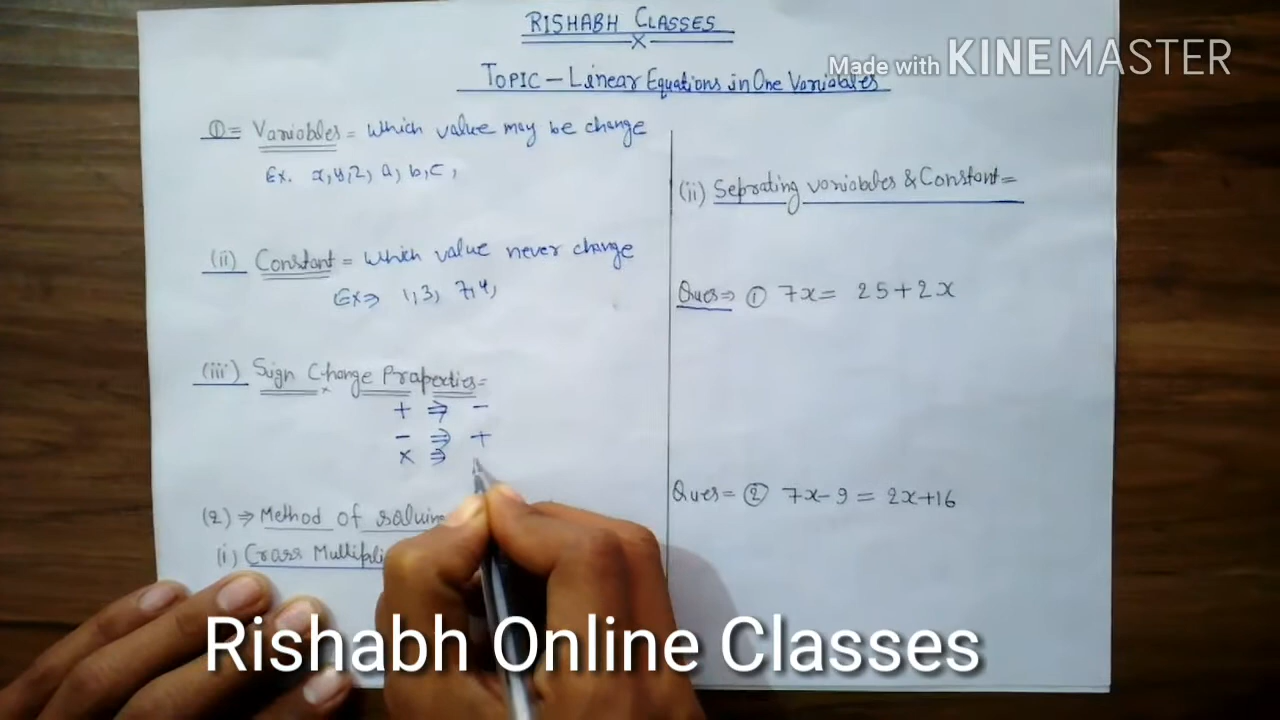 RISHABH CLASSES
Made with KINEMASTER
TOPIC - Linear Equations in One Variables
① = Variables = which value may be change
Ex. x, y, z, a, b, c,
(ii) Constant = which value never change
Ex ⇒ 1, 3, 7, 4,
(iii) Sign Change Properties =
+ ⇒ -
- ⇒ +
× ⇒
(2) ⇒ Method of
(i) Cross
(ii) Seprating variables & Constant =
Ques ⇒ ① 7x = 25 + 2x
Ques = ② 7x - 9 = 2x + 16
Rishabh Online Classes